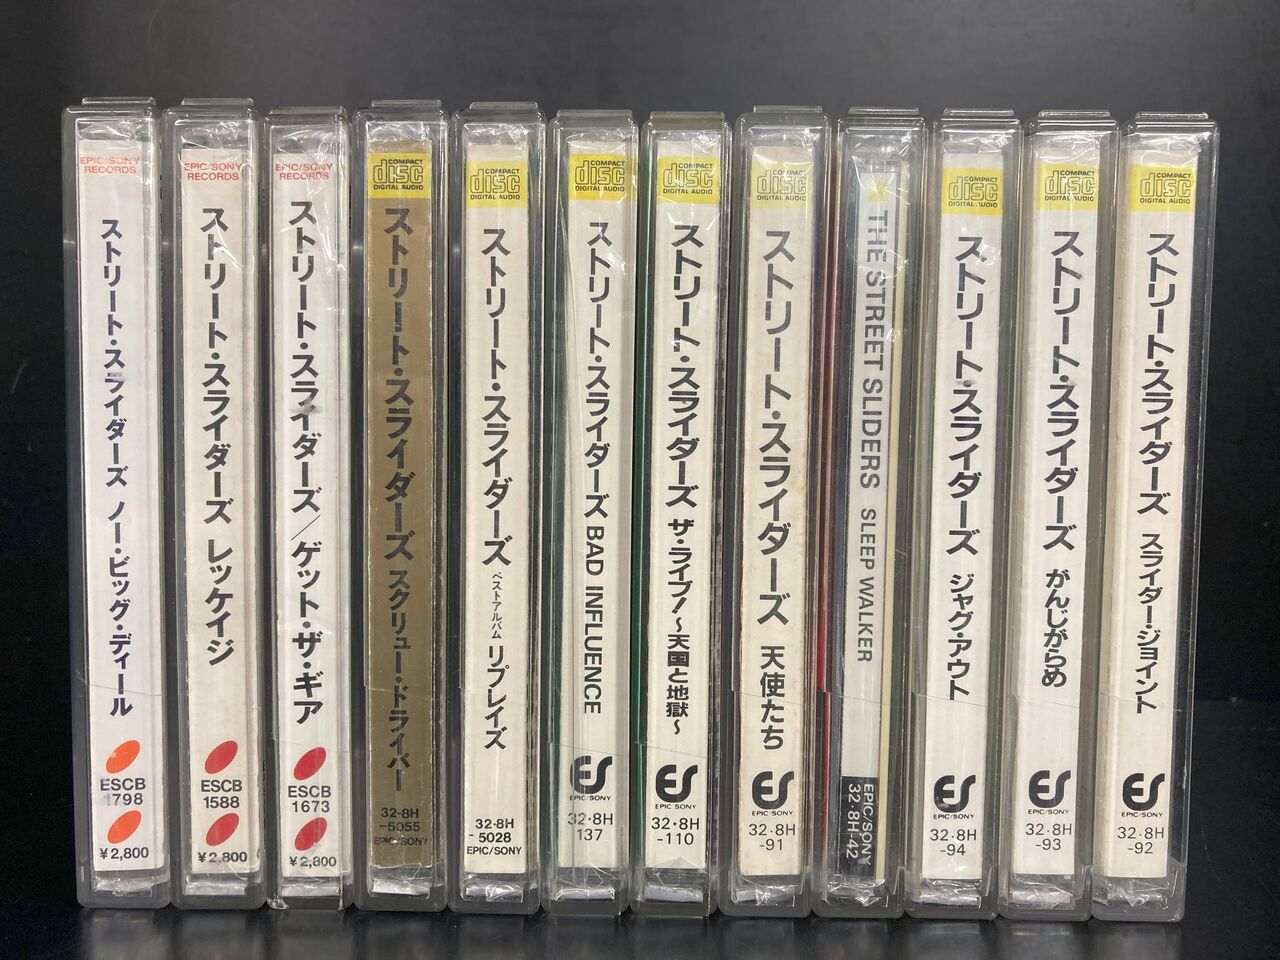 EPIC/SONY
RECORDS
ストリート・スライダーズ ノー・ビッグ・ディール
ESCB
1798
¥2,800
EPIC/SONY
RECORDS
ストリート・スライダーズ レッケイジ
ESCB
1588
¥2,800
EPIC/SONY
RECORDS
ストリート・スライダーズ/ゲット・ザ・ギア
ESCB
1673
¥2,800
COMPACT
disc
DIGITAL AUDIO
ストリート・スライダーズ スクリュー・ドライバー
32・8H
-5055
EPIC/SONY
COMPACT
disc
DIGITAL AUDIO
ストリート・スライダーズ ベストアルバム リプレイズ
32・8H
-5028
EPIC/SONY
COMPACT
disc
DIGITAL AUDIO
ストリート・スライダーズ BAD INFLUENCE
ES
EPIC/SONY
32・8H
137
COMPACT
disc
DIGITAL AUDIO
ストリート・スライダーズ ザ・ライブ!〜天国と地獄〜
ES
EPIC SONY
32・8H
-110
COMPACT
disc
DIGITAL AUDIO
ストリート・スライダーズ 天使たち
ES
EPIC/SONY
32・8H
-91
THE STREET SLIDERS SLEEP WALKER
EPIC/SONY
32・8H-42
COMPACT
disc
DIGITAL AUDIO
ストリート・スライダーズ ジャグ・アウト
ES
EPIC/SONY
32・8H
-94
COMPACT
disc
DIGITAL AUDIO
ストリート・スライダーズ がんじがらめ
ES
EPIC/SONY
32・8H
-93
COMPACT
disc
DIGITAL AUDIO
ストリート・スライダーズ スライダー・ジョイント
ES
EPIC/SONY
32・8H
-92